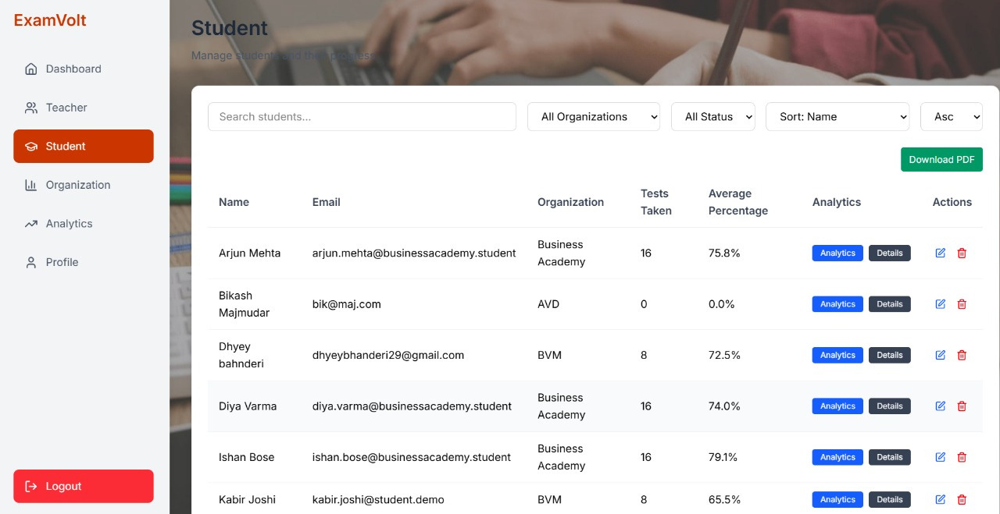 ExamVolt
Dashboard
Teacher
Student
Organization
Analytics
Profile
Logout
Student
Manage students and their progress
Search students...
All Organizations
All Status
Sort: Name
Asc
Download PDF
Name Email Organization Tests Taken Average Percentage Analytics Actions
Arjun Mehta arjun.mehta@businessacademy.student Business Academy 16 75.8% Analytics Details
Bikash Majmudar bik@maj.com AVD 0 0.0% Analytics Details
Dhyey bahnderi dhyeybhanderi29@gmail.com BVM 8 72.5% Analytics Details
Diya Varma diya.varma@businessacademy.student Business Academy 16 74.0% Analytics Details
Ishan Bose ishan.bose@businessacademy.student Business Academy 16 79.1% Analytics Details
Kabir Joshi kabir.joshi@student.demo BVM 8 65.5% Analytics Details